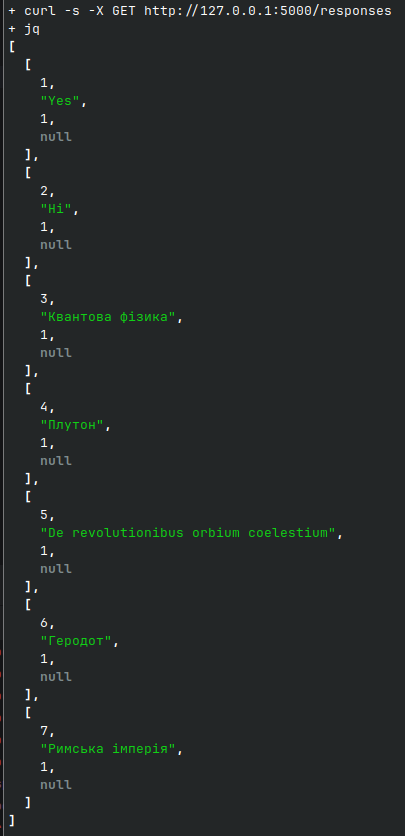 + curl -s -X GET http://127.0.0.1:5000/responses
+ jq
[
  [
    1,
    "Yes",
    1,
    null
  ],
  [
    2,
    "Ні",
    1,
    null
  ],
  [
    3,
    "Квантова фізика",
    1,
    null
  ],
  [
    4,
    "Плутон",
    1,
    null
  ],
  [
    5,
    "De revolutionibus orbium coelestium",
    1,
    null
  ],
  [
    6,
    "Геродот",
    1,
    null
  ],
  [
    7,
    "Римська імперія",
    1,
    null
  ]
]